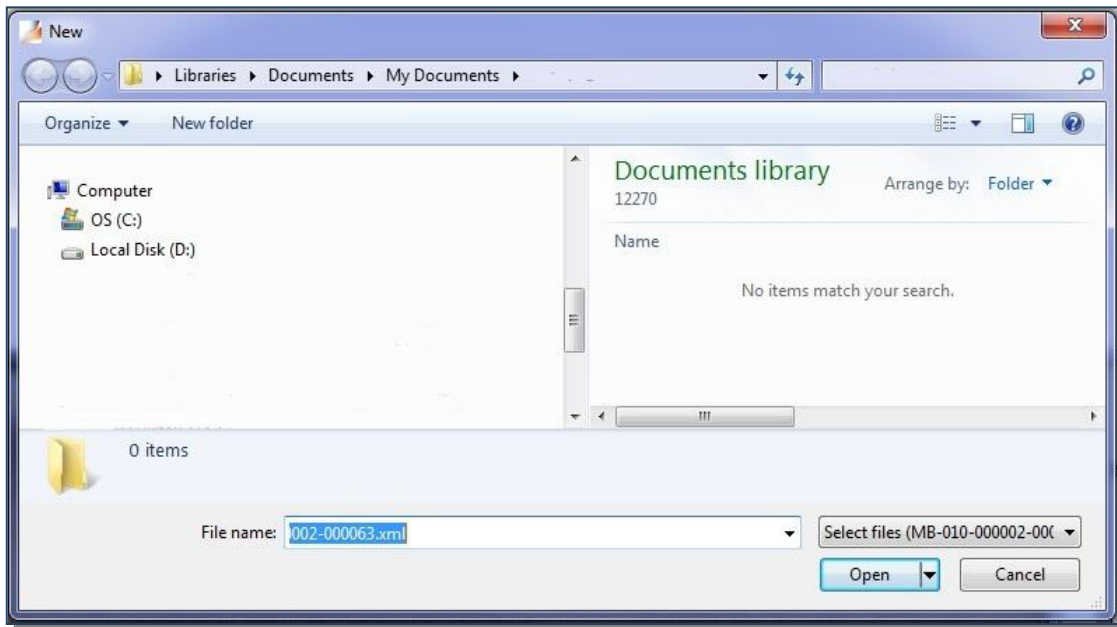 New
Libraries ▸ Documents ▸ My Documents ▸
Organize ▾ New folder
Computer
OS (C:)
Local Disk (D:)
Documents library
12270
Arrange by: Folder ▾
Name
No items match your search.
0 items
File name: 002-000063.xml
Select files (MB-010-000002-00(
Open
Cancel